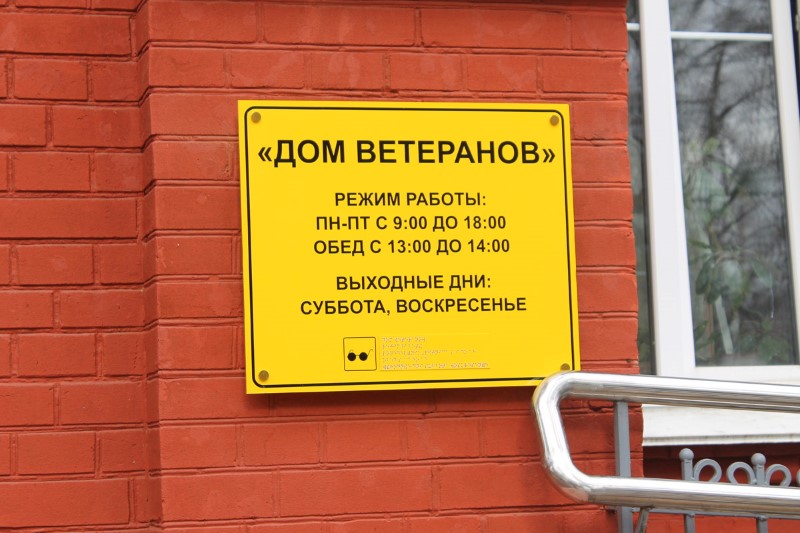 «ДОМ ВЕТЕРАНОВ»
РЕЖИМ РАБОТЫ:
ПН-ПТ С 9:00 ДО 18:00
ОБЕД С 13:00 ДО 14:00
ВЫХОДНЫЕ ДНИ:
СУББОТА, ВОСКРЕСЕНЬЕ